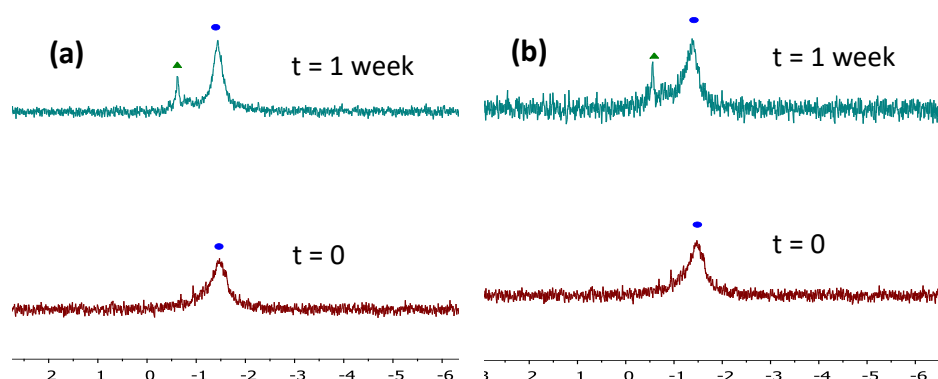 (a)
t = 1 week
t = 0
2 1 0 -1 -2 -3 -4 -5 -6
(b)
t = 1 week
t = 0
3 2 1 0 -1 -2 -3 -4 -5 -6